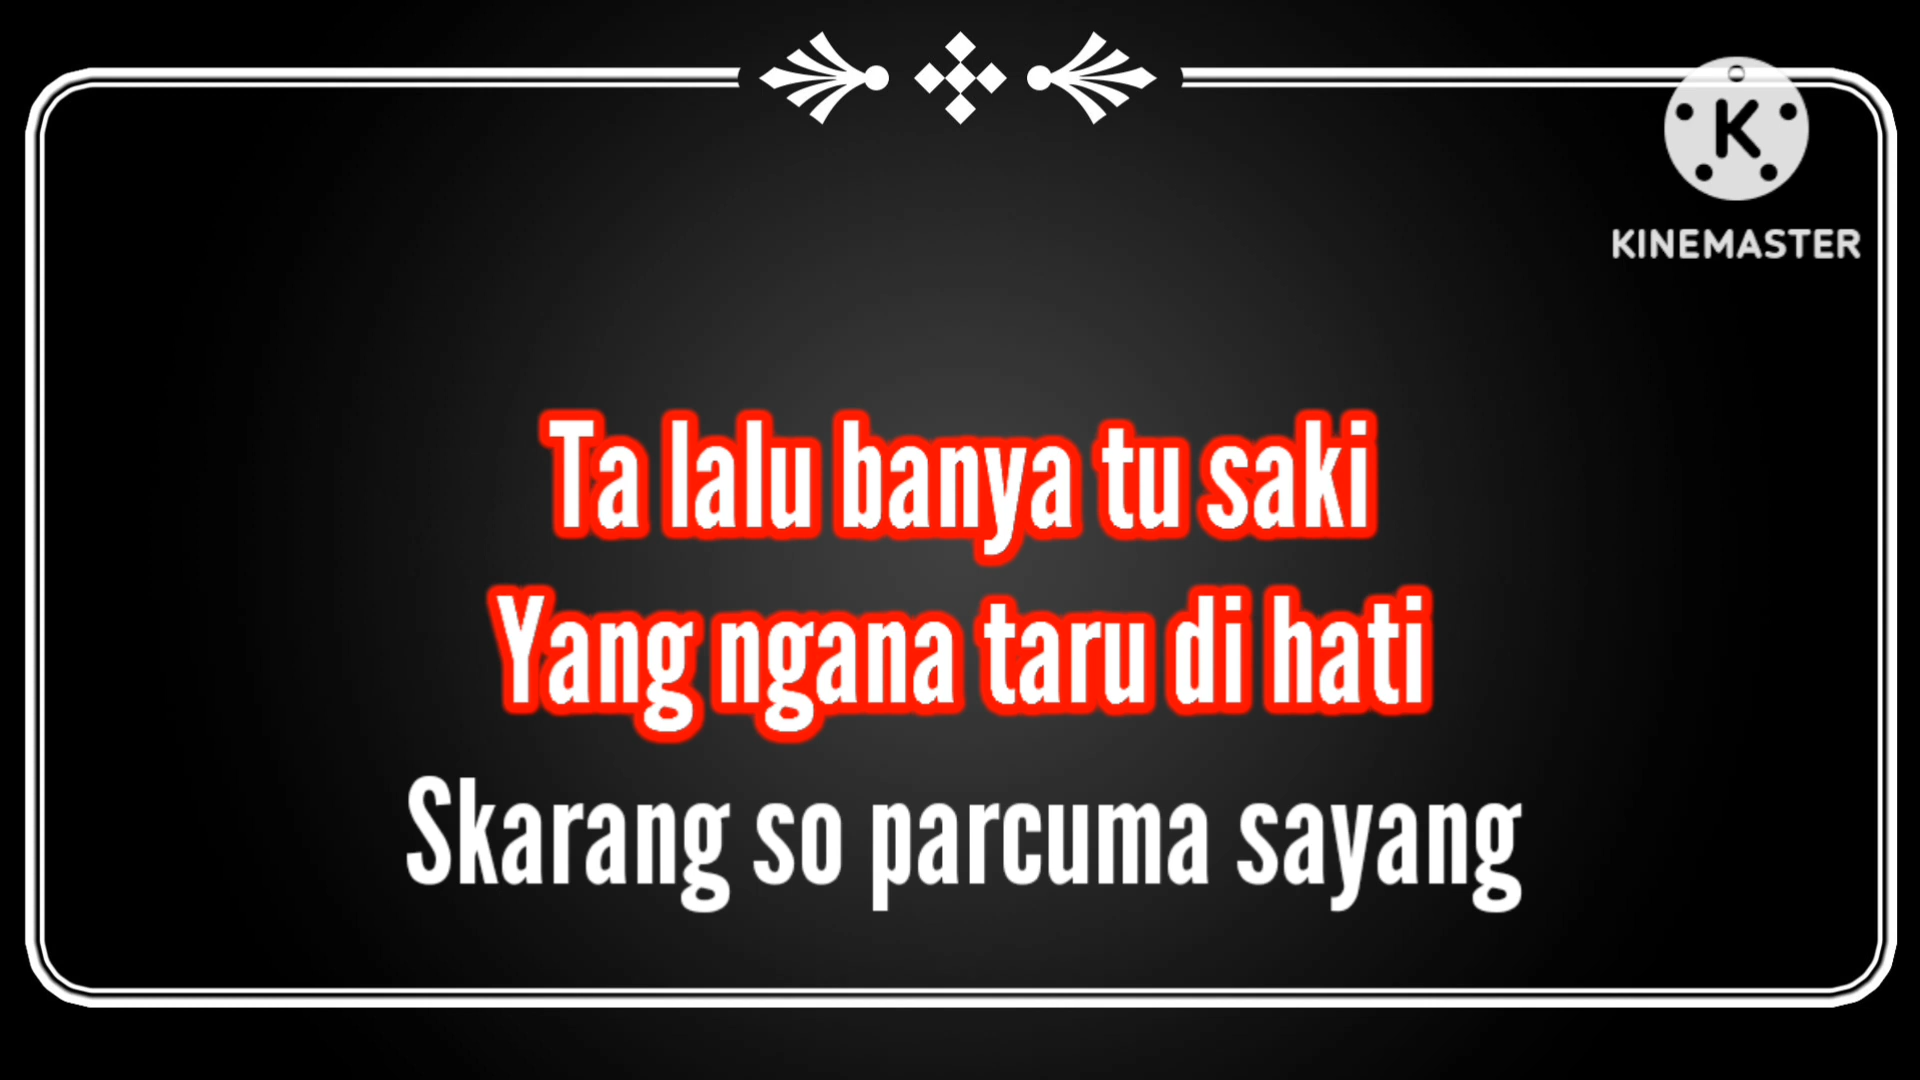 K
KINEMASTER
Ta lalu banya tu saki
Yang ngana taru di hati
Skarang so parcuma sayang